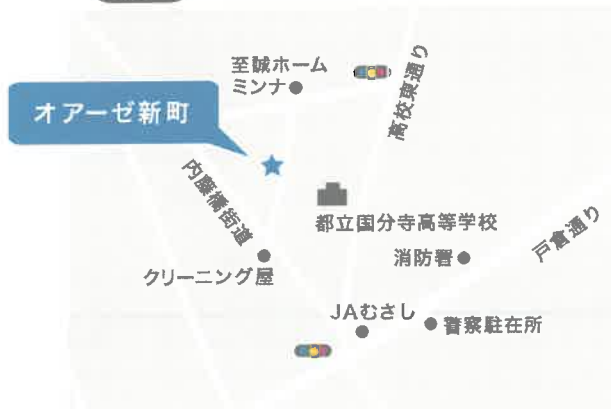 至誠ホーム
ミンナ
高校東通り
オアーゼ新町
内藤橋街道
都立国分寺高等学校
戸倉通り
消防署
クリーニング屋
JAむさし
警察駐在所